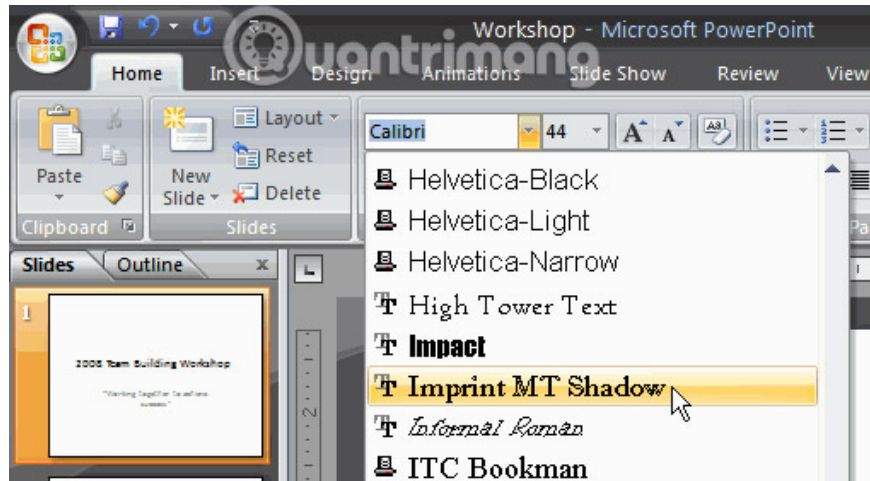 Workshop - Microsoft PowerPoint
Quantrimang
Home Insert Design Animations Slide Show Review View
Paste
New Slide
Layout
Reset
Delete
Clipboard
Slides
Calibri 44
Helvetica-Black
Helvetica-Light
Helvetica-Narrow
High Tower Text
Impact
Imprint MT Shadow
Informal Roman
ITC Bookman
Slides Outline x
1
2008 Team Building Workshop
2